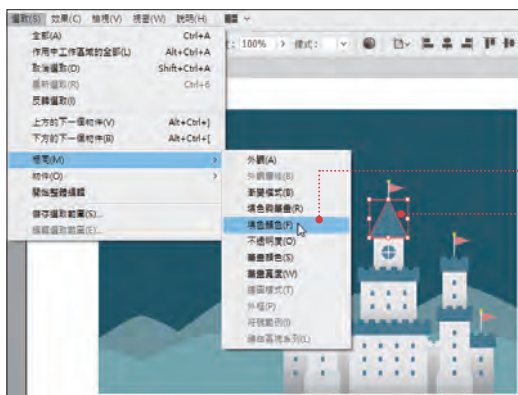 選取(S) 效果(C) 檢視(V) 視窗(W) 說明(H)
: 100% 樣式:
全部(A) Ctrl+A
作用中工作區域的全部(L) Alt+Ctrl+A
取消選取(D) Shift+Ctrl+A
重新選取(R) Ctrl+6
反轉選取(I)
上方的下一個物件(V) Alt+Ctrl+]
下方的下一個物件(B) Alt+Ctrl+[
相同(M)
物件(O)
開始整體編輯
儲存選取範圍(S)...
編輯選取範圍(E)...
外觀(A)
外觀屬性(B)
漸變模式(B)
填色與筆畫(R)
填色顏色(F)
不透明度(O)
筆畫顏色(S)
筆畫寬度(W)
繪圖樣式(T)
外框(P)
符號範例(I)
連結區塊系列(L)